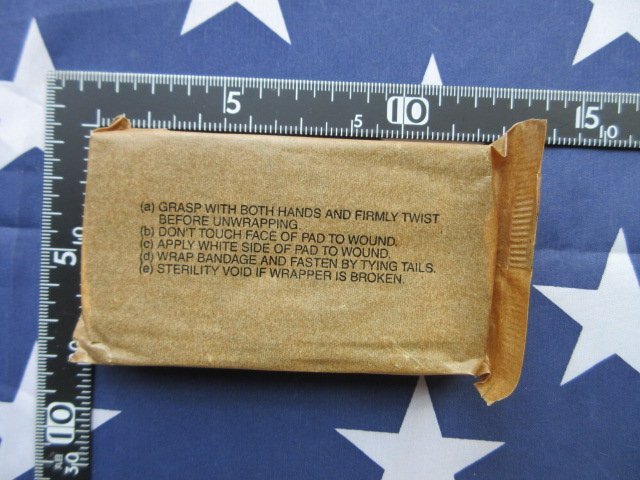 5 10 15
5 10
(a) GRASP WITH BOTH HANDS AND FIRMLY TWIST
BEFORE UNWRAPPING.
(b) DON'T TOUCH FACE OF PAD TO WOUND.
(c) APPLY WHITE SIDE OF PAD TO WOUND.
(d) WRAP BANDAGE AND FASTEN BY TYING TAILS.
(e) STERILITY VOID IF WRAPPER IS BROKEN.
5
10
30